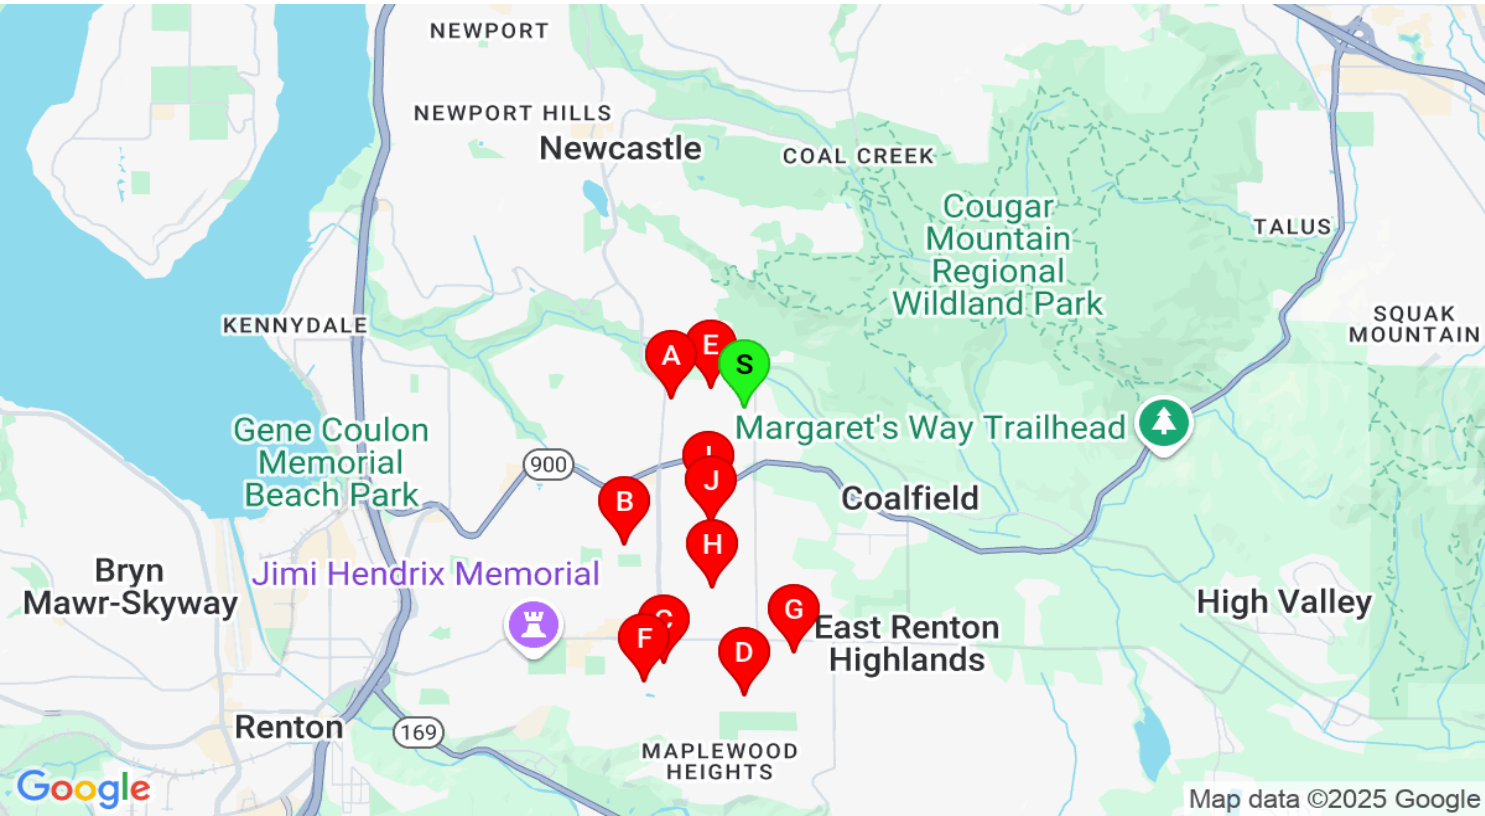 NEWPORT
NEWPORT HILLS
Newcastle
COAL CREEK
Cougar
Mountain
Regional
Wildland Park
TALUS
SQUAK
MOUNTAIN
KENNYDALE
A
E
S
Gene Coulon
Memorial
Beach Park
Margaret's Way Trailhead
900
I
J
B
Coalfield
H
Bryn
Mawr-Skyway
Jimi Hendrix Memorial
High Valley
G
C
F
D
East Renton
Highlands
Renton
169
MAPLEWOOD
HEIGHTS
Google
Map data ©2025 Google